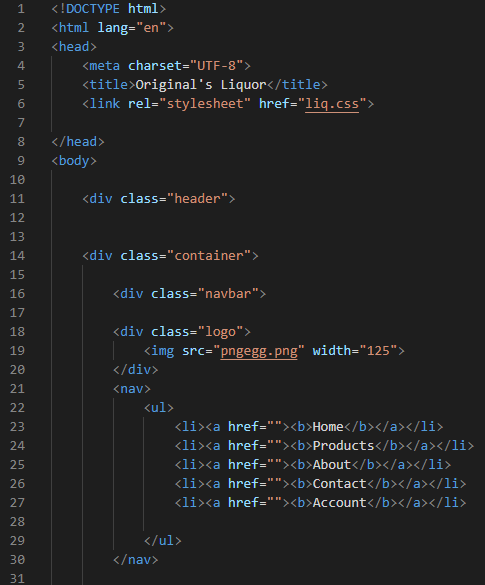 1 <!DOCTYPE html>
2 <html lang="en">
3 <head>
4     <meta charset="UTF-8">
5     <title>Original's Liquor</title>
6     <link rel="stylesheet" href="liq.css">
7
8 </head>
9 <body>
10
11     <div class="header">
12
13
14     <div class="container">
15
16         <div class="navbar">
17
18         <div class="logo">
19             <img src="pngegg.png" width="125">
20         </div>
21         <nav>
22             <ul>
23                 <li><a href=""><b>Home</b></a></li>
24                 <li><a href=""><b>Products</b></a></li>
25                 <li><a href=""><b>About</b></a></li>
26                 <li><a href=""><b>Contact</b></a></li>
27                 <li><a href=""><b>Account</b></a></li>
28
29             </ul>
30         </nav>
31